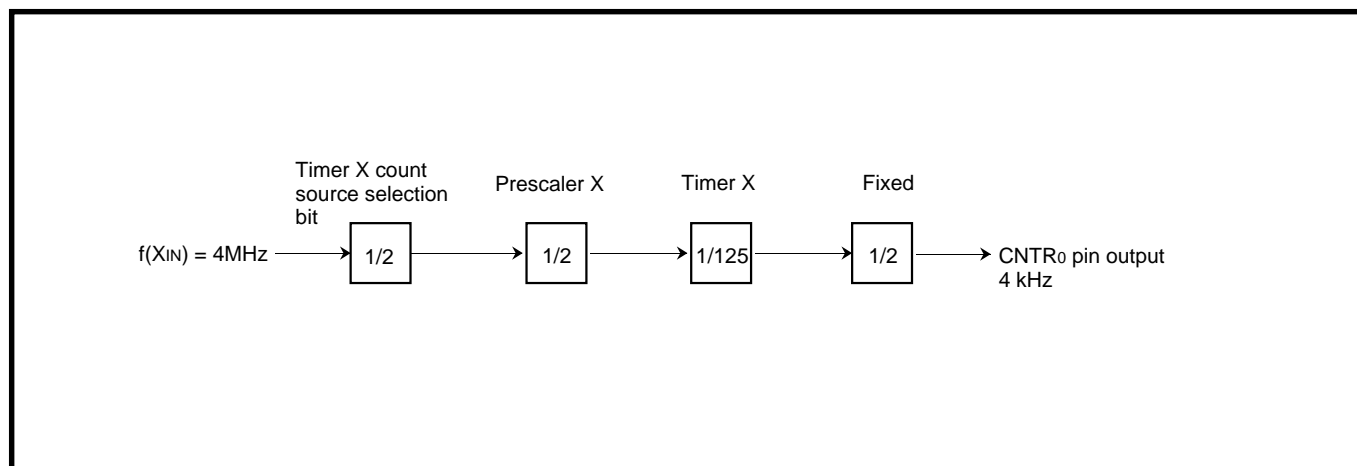 Timer X count
source selection
bit
Prescaler X
Timer X
Fixed
f(XIN) = 4MHz
1/2
1/2
1/125
1/2
CNTR0 pin output
4 kHz